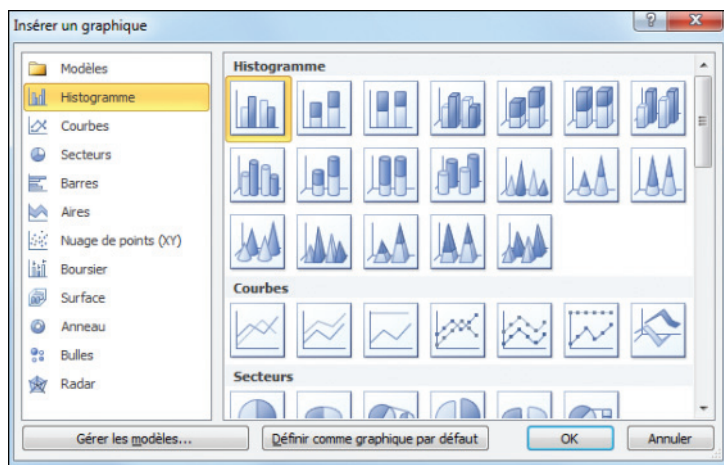 Insérer un graphique
Modèles
Histogramme
Courbes
Secteurs
Barres
Aires
Nuage de points (XY)
Boursier
Surface
Anneau
Bulles
Radar
Histogramme
Courbes
Secteurs
Gérer les modèles...
Définir comme graphique par défaut
OK
Annuler